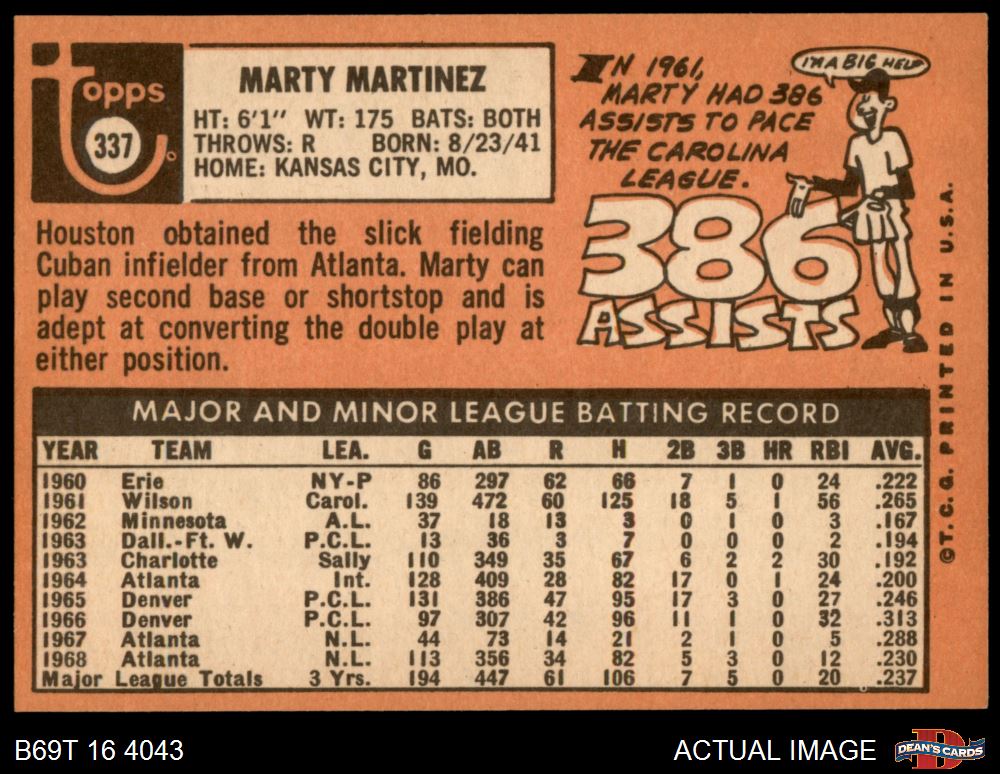 Topps
337
MARTY MARTINEZ
HT: 6'1" WT: 175 BATS: BOTH
THROWS: R BORN: 8/23/41
HOME: KANSAS CITY, MO.
Houston obtained the slick fielding
Cuban infielder from Atlanta. Marty can
play second base or shortstop and is
adept at converting the double play at
either position.
IN 1961,
MARTY HAD 386
ASSISTS TO PACE
THE CAROLINA
LEAGUE.
I'M A BIG HELP
386
ASSISTS
©T.C.G. PRINTED IN U.S.A.
MAJOR AND MINOR LEAGUE BATTING RECORD
YEAR TEAM LEA. G AB R H 2B 3B HR RBI AVG.
1960 Erie NY-P 86 297 62 66 7 1 0 24 .222
1961 Wilson Carol. 139 472 60 125 18 5 1 56 .265
1962 Minnesota A.L. 37 18 13 3 0 1 0 3 .167
1963 Dall.-Ft. W. P.C.L. 13 36 3 7 0 0 0 2 .194
1963 Charlotte Sally 110 349 35 67 6 2 2 30 .192
1964 Atlanta Int. 128 409 28 82 17 0 1 24 .200
1965 Denver P.C.L. 131 386 47 95 17 3 0 27 .246
1966 Denver P.C.L. 97 307 42 96 11 1 0 32 .313
1967 Atlanta N.L. 44 73 14 21 2 1 0 5 .288
1968 Atlanta N.L. 113 356 34 82 5 3 0 12 .230
Major League Totals 3 Yrs. 194 447 61 106 7 5 0 20 .237
B69T 16 4043
ACTUAL IMAGE
D
DEAN'S CARDS